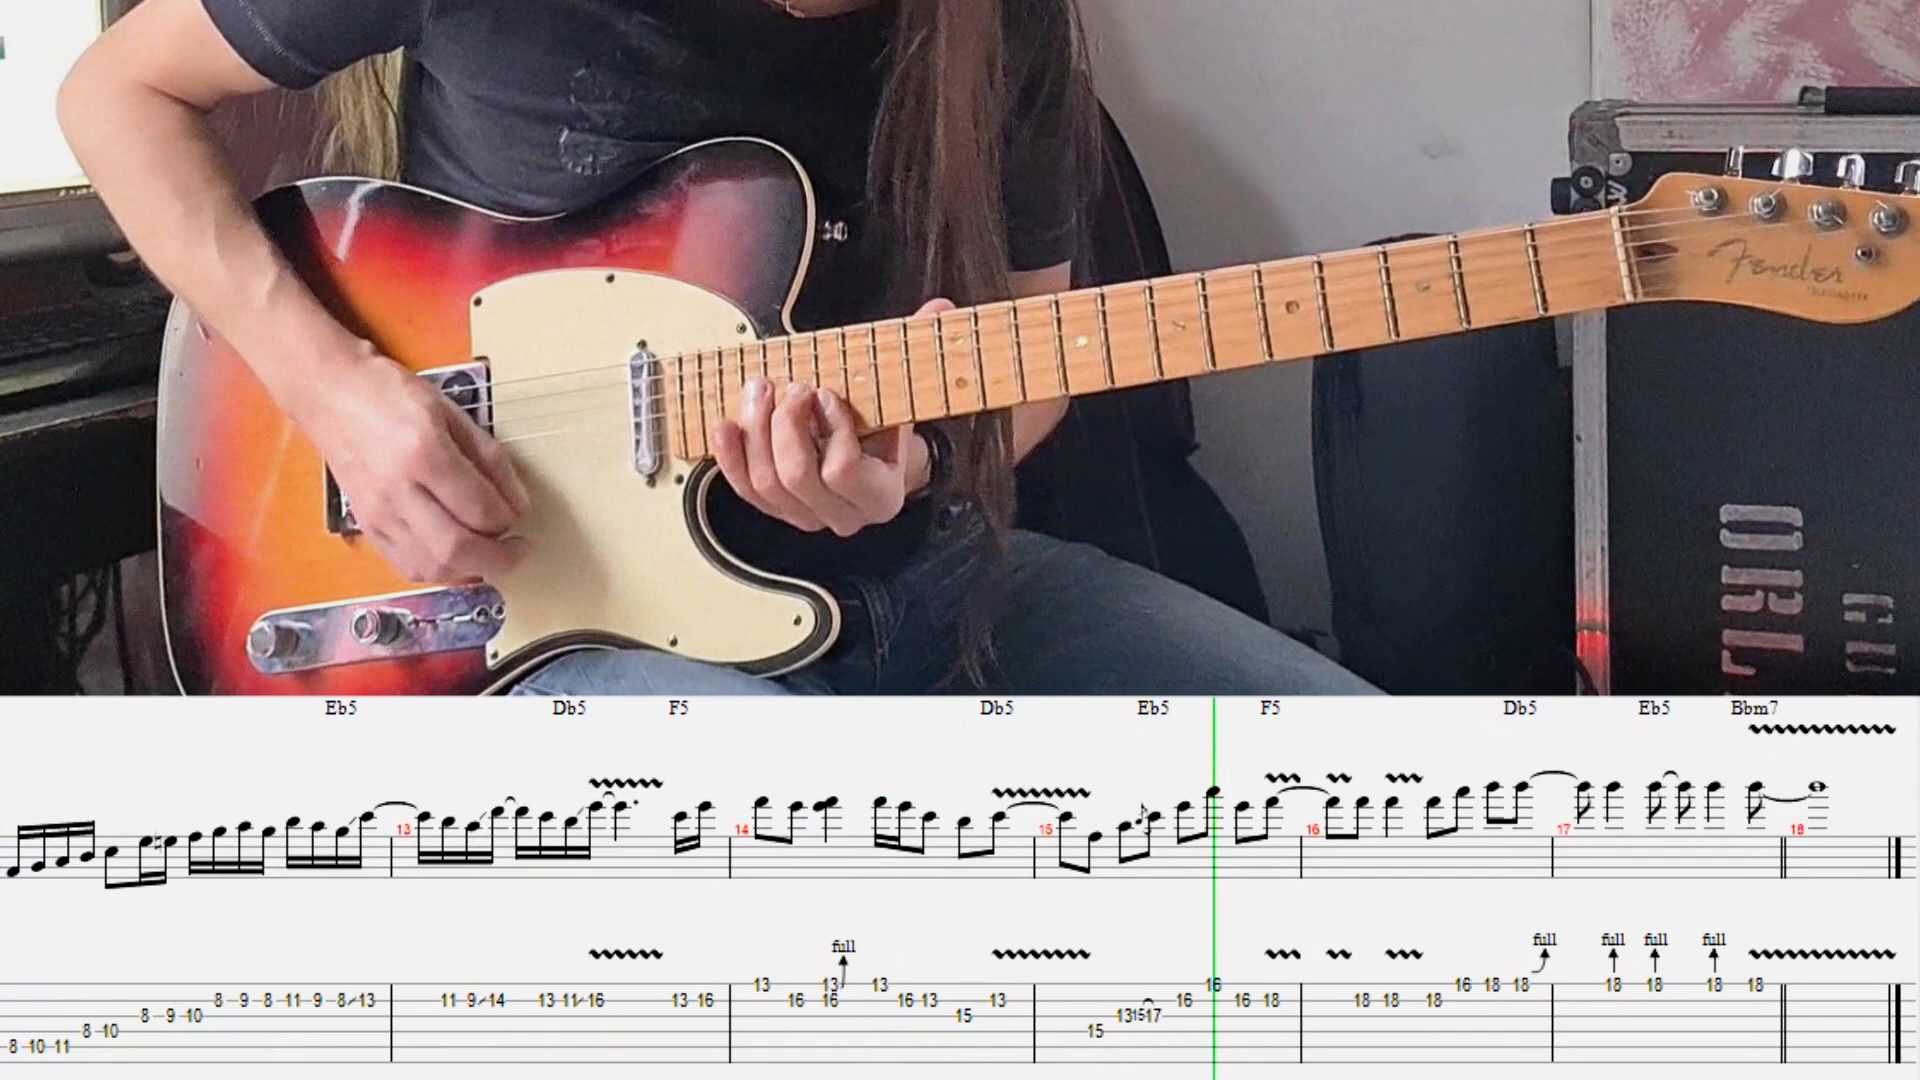 Fender
TELECASTER
W
ORJ
Eb5 Db5 F5 Db5 Eb5 F5 Db5 Eb5 Bbm7
13 14 15 16 17 18
full full full full full
13 13 13 16 18 18 18 18 18 18 18
8 9 8 11 9 8 13 11 9 14 13 11 16 13 16 16 16 16 13 13 16 16 18 18 18 18
8 9 10 15 13 15 17
8 10 15
8 10 11